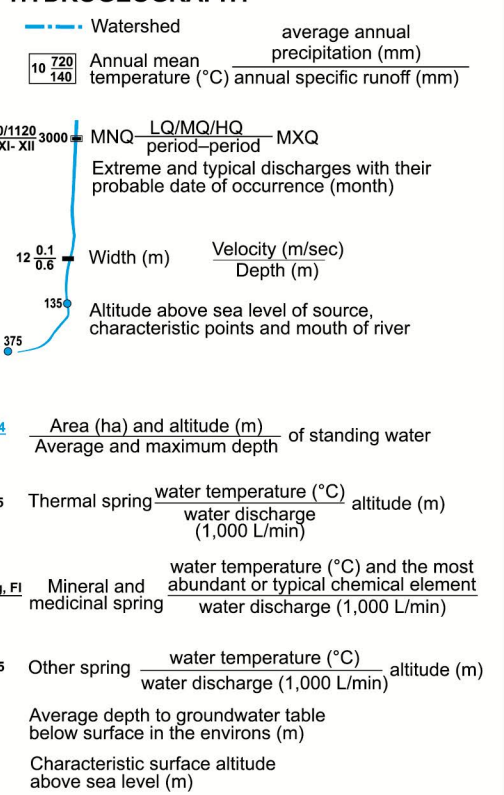 Watershed
10 720/140
Annual mean temperature (°C)
average annual
precipitation (mm)
annual specific runoff (mm)
0/1120
XI- XII
3000
MNQ LQ/MQ/HQ MXQ
period–period
Extreme and typical discharges with their
probable date of occurrence (month)
12 0.1/0.6
Width (m) Velocity (m/sec)
Depth (m)
135
Altitude above sea level of source,
characteristic points and mouth of river
375
4
Area (ha) and altitude (m)
Average and maximum depth
of standing water
5
Thermal spring
water temperature (°C)
water discharge
(1,000 L/min)
altitude (m)
, Fl
Mineral and
medicinal spring
water temperature (°C) and the most
abundant or typical chemical element
water discharge (1,000 L/min)
5
Other spring
water temperature (°C)
water discharge (1,000 L/min)
altitude (m)
Average depth to groundwater table
below surface in the environs (m)
Characteristic surface altitude
above sea level (m)